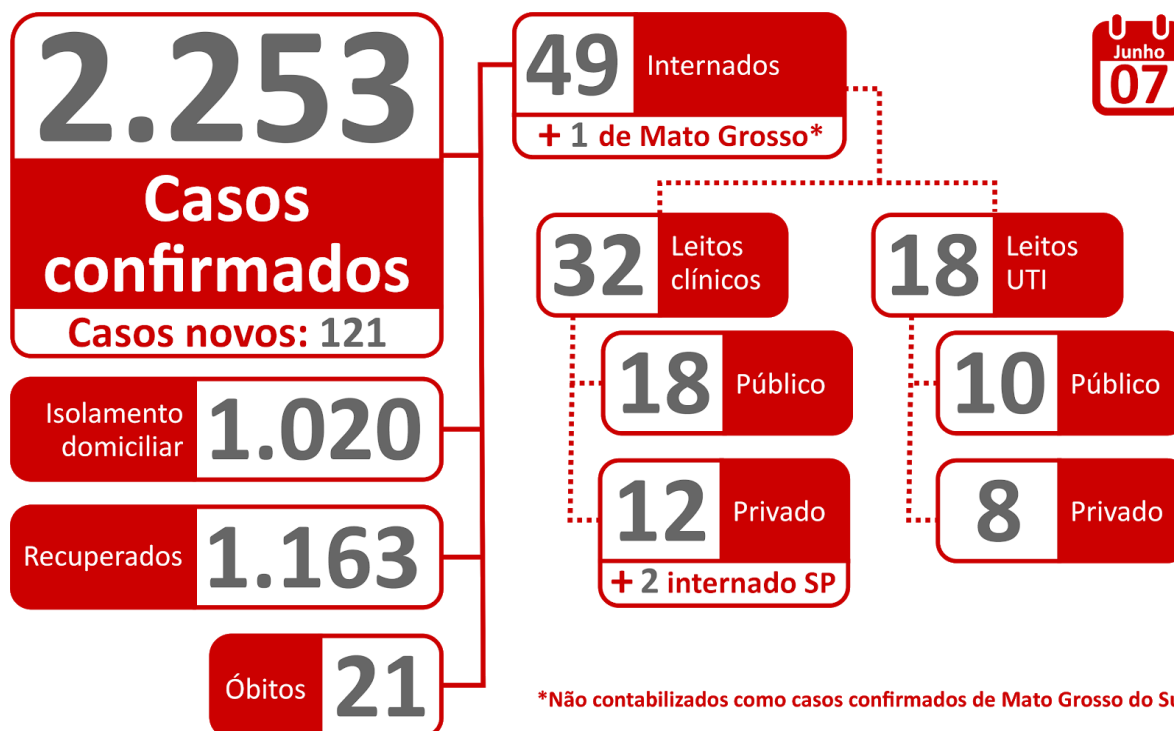 2.253
Casos
confirmados
Casos novos: 121
Isolamento
domiciliar
1.020
Recuperados
1.163
Óbitos
21
49
Internados
+ 1 de Mato Grosso*
32
Leitos
clínicos
18
Público
12
Privado
+ 2 internado SP
18
Leitos
UTI
10
Público
8
Privado
Junho
07
*Não contabilizados como casos confirmados de Mato Grosso do Su